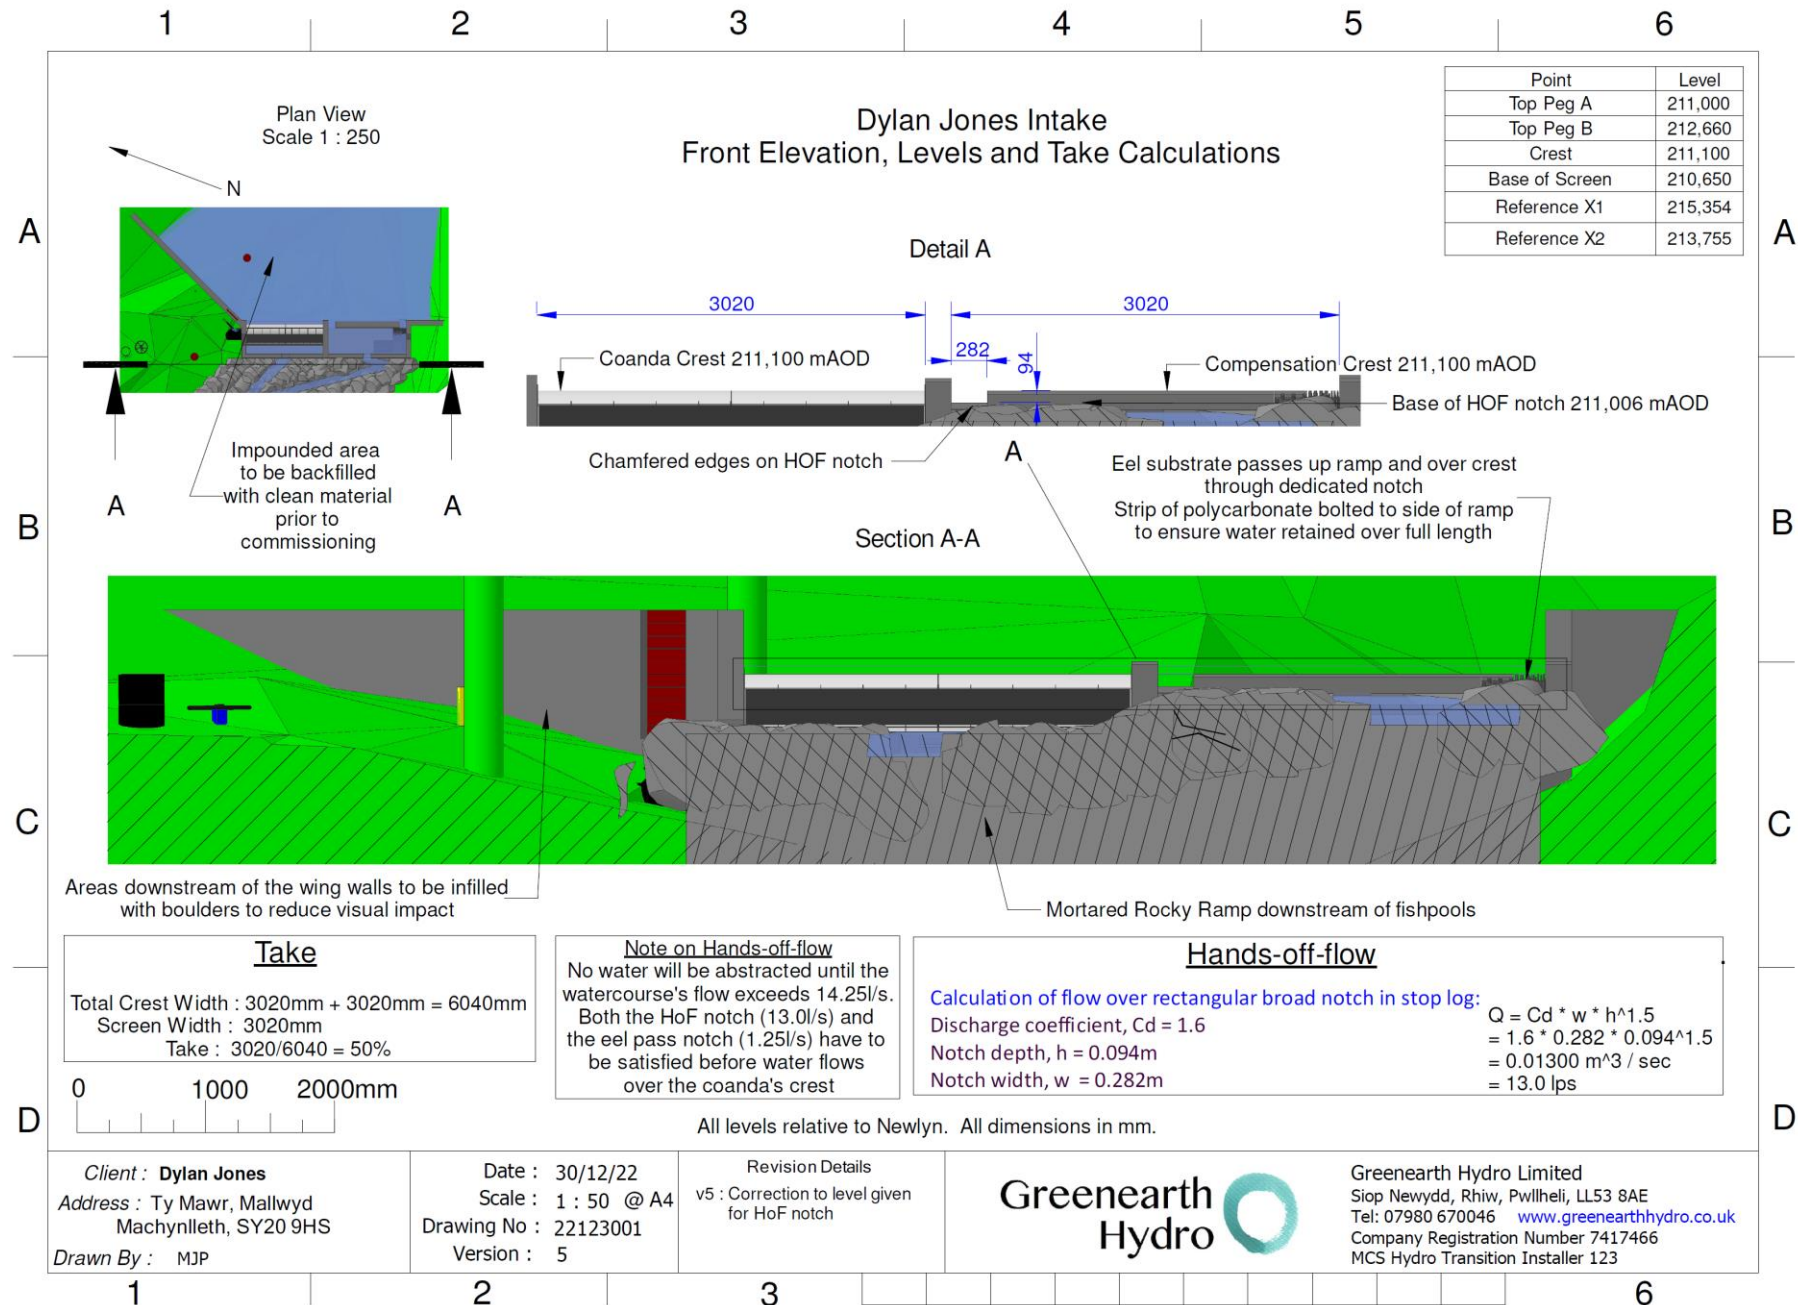 1 2 3 4 5 6
Plan View
Scale 1 : 250
N
Dylan Jones Intake
Front Elevation, Levels and Take Calculations
Point Level
Top Peg A 211,000
Top Peg B 212,660
Crest 211,100
Base of Screen 210,650
Reference X1 215,354
Reference X2 213,755
A A
Detail A
3020 3020
282
94
Coanda Crest 211,100 mAOD
Compensation Crest 211,100 mAOD
Base of HOF notch 211,006 mAOD
Chamfered edges on HOF notch
A
Impounded area
to be backfilled
with clean material
prior to
commissioning
A A
Eel substrate passes up ramp and over crest
through dedicated notch
Strip of polycarbonate bolted to side of ramp
to ensure water retained over full length
B B
Section A-A
C C
Areas downstream of the wing walls to be infilled
with boulders to reduce visual impact
Mortared Rocky Ramp downstream of fishpools
Take
Total Crest Width : 3020mm + 3020mm = 6040mm
Screen Width : 3020mm
Take : 3020/6040 = 50%
Note on Hands-off-flow
No water will be abstracted until the
watercourse's flow exceeds 14.25l/s.
Both the HoF notch (13.0l/s) and
the eel pass notch (1.25l/s) have to
be satisfied before water flows
over the coanda's crest
Hands-off-flow
Calculation of flow over rectangular broad notch in stop log:
Discharge coefficient, Cd = 1.6
Notch depth, h = 0.094m
Notch width, w = 0.282m
Q = Cd * w * h^1.5
= 1.6 * 0.282 * 0.094^1.5
= 0.01300 m^3 / sec
= 13.0 lps
0 1000 2000mm
D D
All levels relative to Newlyn. All dimensions in mm.
Client : Dylan Jones
Address : Ty Mawr, Mallwyd
Machynlleth, SY20 9HS
Drawn By : MJP
Date : 30/12/22
Scale : 1 : 50 @ A4
Drawing No : 22123001
Version : 5
Revision Details
v5 : Correction to level given
for HoF notch
Greenearth
Hydro
Greenearth Hydro Limited
Siop Newydd, Rhiw, Pwllheli, LL53 8AE
Tel: 07980 670046 www.greenearthhydro.co.uk
Company Registration Number 7417466
MCS Hydro Transition Installer 123
1 2 3 6